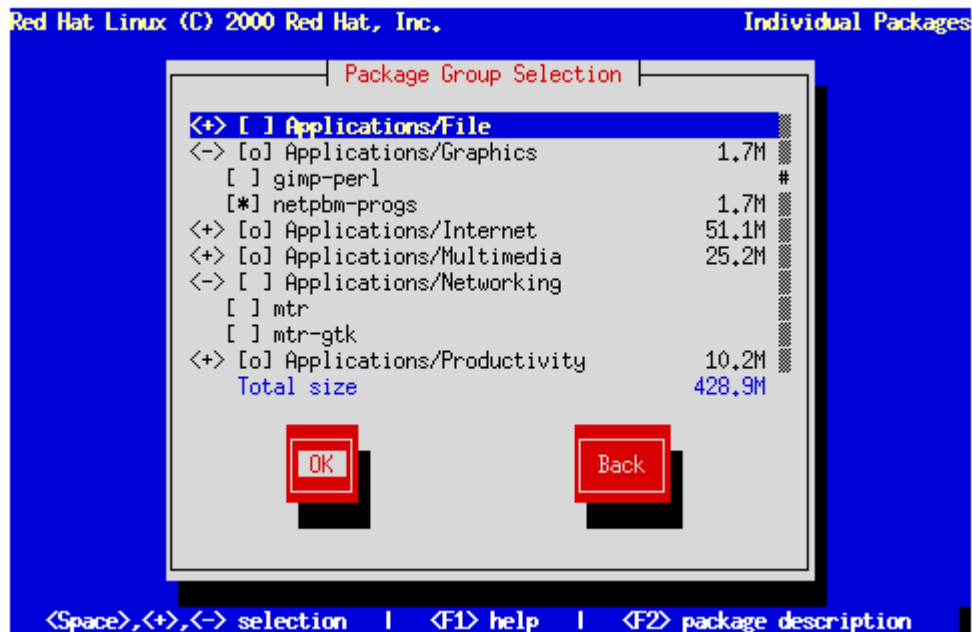 Red Hat Linux (C) 2000 Red Hat, Inc. Individual Packages
Package Group Selection
<+> [ ] Applications/File
<-> [o] Applications/Graphics 1.7M
[ ] gimp-perl #
[*] netpbm-progs 1.7M
<+> [o] Applications/Internet 51.1M
<+> [o] Applications/Multimedia 25.2M
<-> [ ] Applications/Networking
[ ] mtr
[ ] mtr-gtk
<+> [o] Applications/Productivity 10.2M
Total size 428.9M
OK Back
<Space>,<+>,<-> selection | <F1> help | <F2> package description